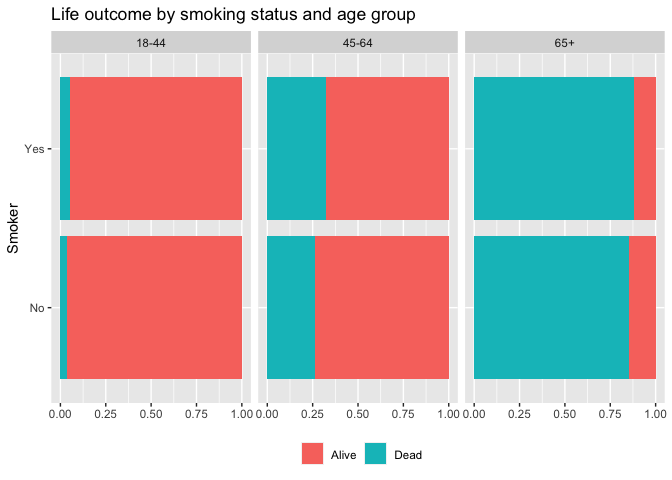 Life outcome by smoking status and age group
18-44 45-64 65+
Smoker
Yes
No
0.00 0.25 0.50 0.75 1.00 0.00 0.25 0.50 0.75 1.00 0.00 0.25 0.50 0.75 1.00
Alive Dead